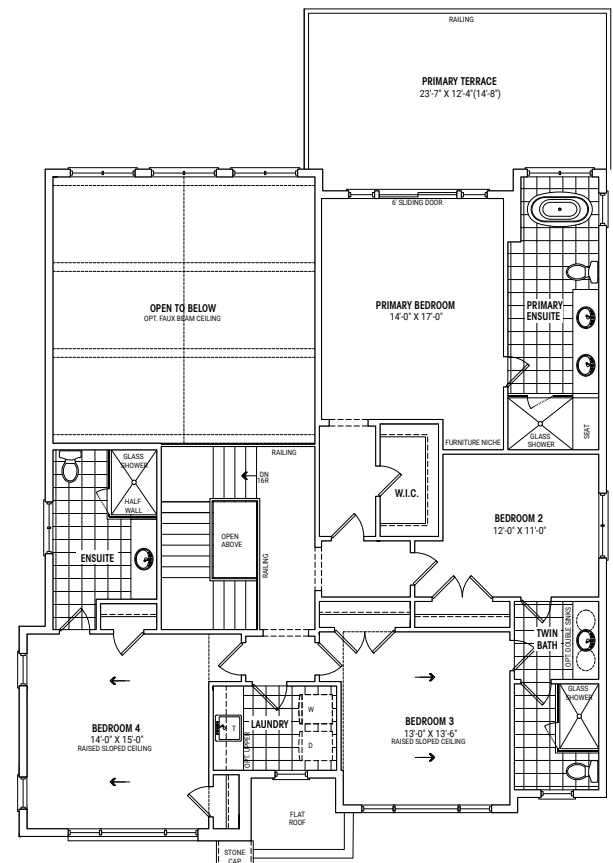 RAILING
PRIMARY TERRACE
23'-7" X 12'-4"(14'-8")
6' SLIDING DOOR
OPEN TO BELOW
OPT. FAUX BEAM CEILING
PRIMARY BEDROOM
14'-0" X 17'-0"
PRIMARY
ENSUITE
GLASS
SHOWER
SEAT
FURNITURE NICHE
W.I.C.
RAILING
DN
16R
GLASS
SHOWER
HALF
WALL
ENSUITE
OPEN
ABOVE
RAILING
BEDROOM 2
12'-0" X 11'-0"
TWIN
BATH
OPT. DOUBLE SINKS
GLASS
SHOWER
BEDROOM 4
14'-0" X 15'-0"
RAISED SLOPED CEILING
LAUNDRY
W
D
T
OPT. UPPER
BEDROOM 3
13'-0" X 13'-6"
RAISED SLOPED CEILING
FLAT
ROOF
STONE
CAP